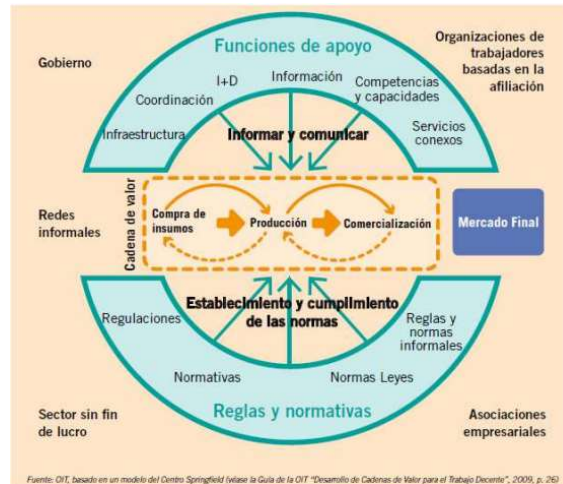 Funciones de apoyo
Gobierno
Organizaciones de
trabajadores
basadas en la
afiliación
I+D
Información
Competencias
y capacidades
Coordinación
Infraestructura
Servicios
conexos
Informar y comunicar
Redes
informales
Cadena de valor
Compra de
insumos
Producción
Comercialización
Mercado Final
Establecimiento y cumplimiento
de las normas
Regulaciones
Reglas y
normas
informales
Normativas
Normas Leyes
Reglas y normativas
Sector sin fin
de lucro
Asociaciones
empresariales
Fuente: OIT, basado en un modelo del Centro Springfield (véase la Guía de la OIT "Desarrollo de Cadenas de Valor para el Trabajo Decente", 2009, p. 26)